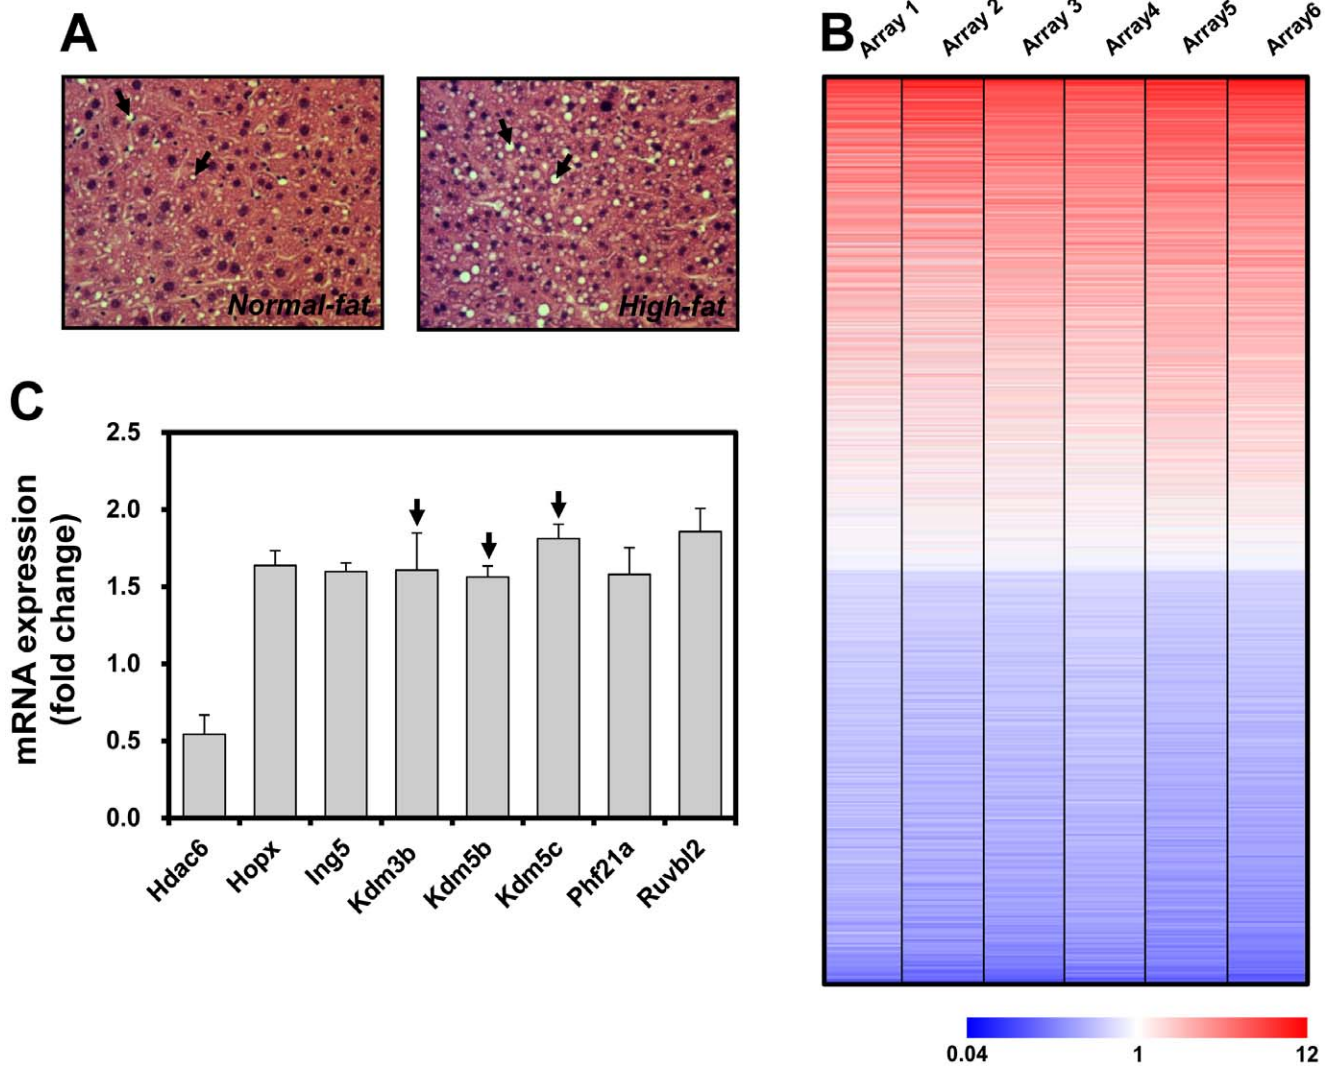 A
Normal-fat
High-fat
B
Array 1
Array 2
Array 3
Array4
Array5
Array6
0.04
1
12
C
mRNA expression
(fold change)
2.5
2.0
1.5
1.0
0.5
0.0
Hdac6
Hopx
Ing5
Kdm3b
Kdm5b
Kdm5c
Phf21a
Ruvbl2